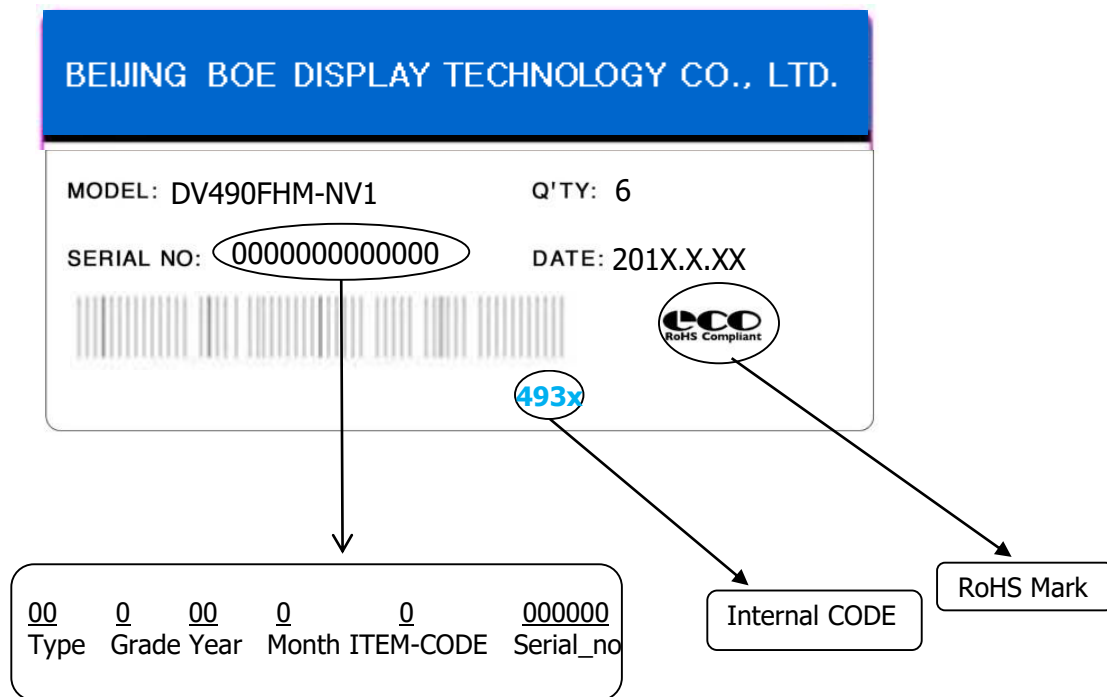 BEIJING BOE DISPLAY TECHNOLOGY CO., LTD.
MODEL: DV490FHM-NV1 Q'TY: 6
SERIAL NO: 0000000000000 DATE: 201X.X.XX
eco
RoHS Compliant
493x
RoHS Mark
Internal CODE
00 0 00 0 0 000000
Type Grade Year Month ITEM-CODE Serial_no